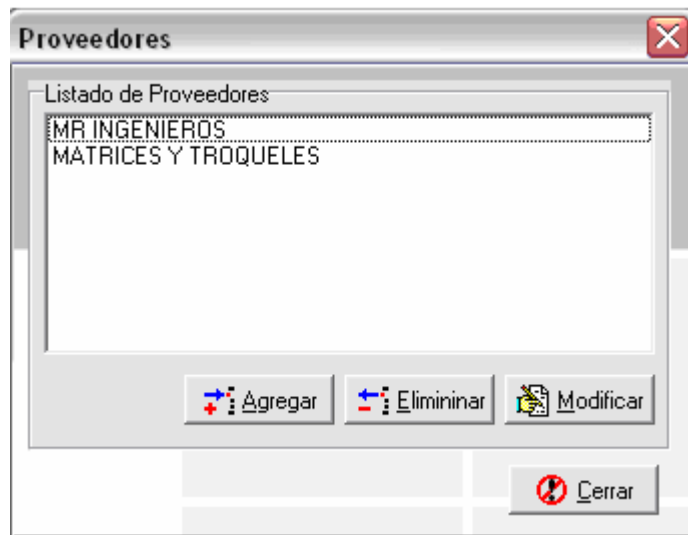 Proveedores
Listado de Proveedores
MR INGENIEROS
MATRICES Y TROQUELES
Agregar
Elimininar
Modificar
Cerrar